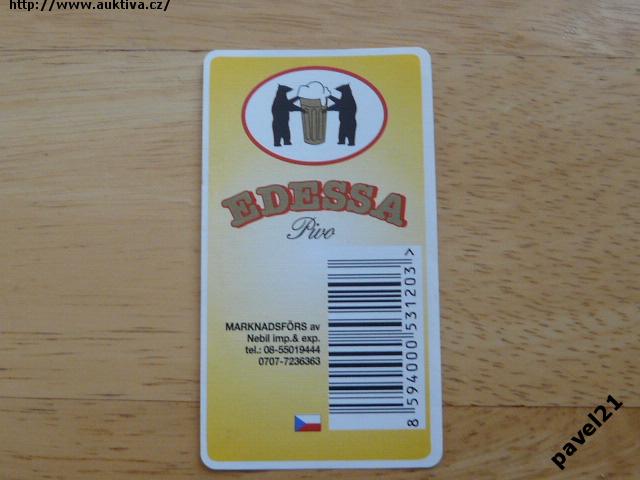 http://www.auktiva.cz/
EDESSA
Pivo
MARKNADSFÖRS av
Nebil imp.& exp.
tel.: 08-55019444
0707-7236363
8 594000 531203 >
pavel21